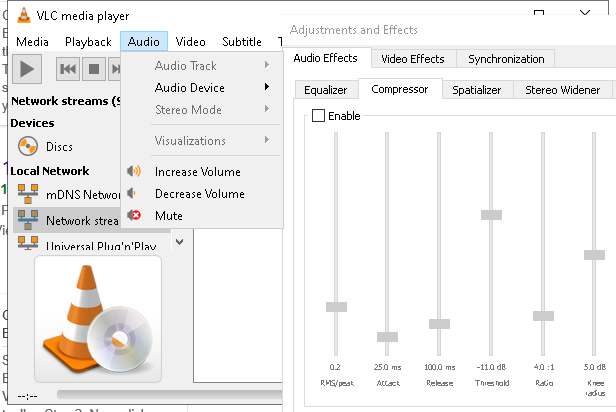 VLC media player
Media Playback Audio Video Subtitle T
Audio Track
Audio Device
Stereo Mode
Visualizations
Increase Volume
Decrease Volume
Mute
Network streams (9
Devices
Discs
Local Network
mDNS Netwo
Network strea
Universal Plug'n'Play
--:--
Adjustments and Effects
Audio Effects Video Effects Synchronization
Equalizer Compressor Spatializer Stereo Widener
Enable
0.2 25.0 ms 100.0 ms -11.0 dB 4.0 :1 5.0 dB
RMS/peak Attack Release Threshold Ratio Knee
radius